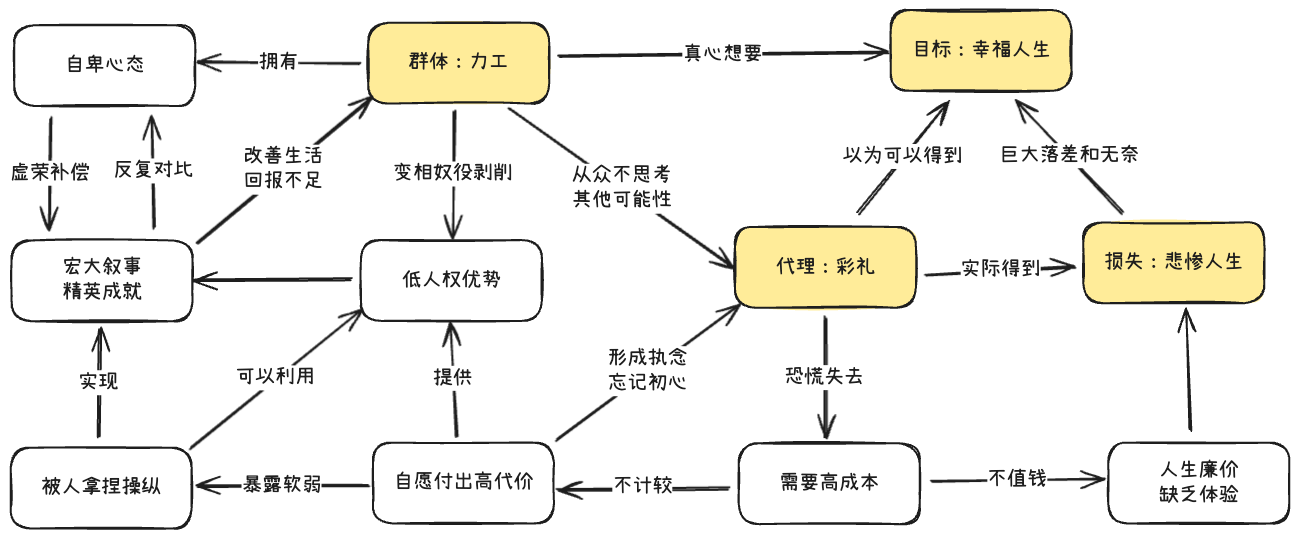 自卑心态
拥有
群体：力工
真心想要
目标：幸福人生
虚荣补偿
反复对比
改善生活
回报不足
变相奴役剥削
从众不思考
其他可能性
以为可以得到
巨大落差和无奈
宏大叙事
精英成就
低人权优势
代理：彩礼
实际得到
损失：悲惨人生
实现
可以利用
提供
形成执念
忘记初心
恐慌失去
被人拿捏操纵
暴露软弱
自愿付出高代价
不计较
需要高成本
不值钱
人生廉价
缺乏体验